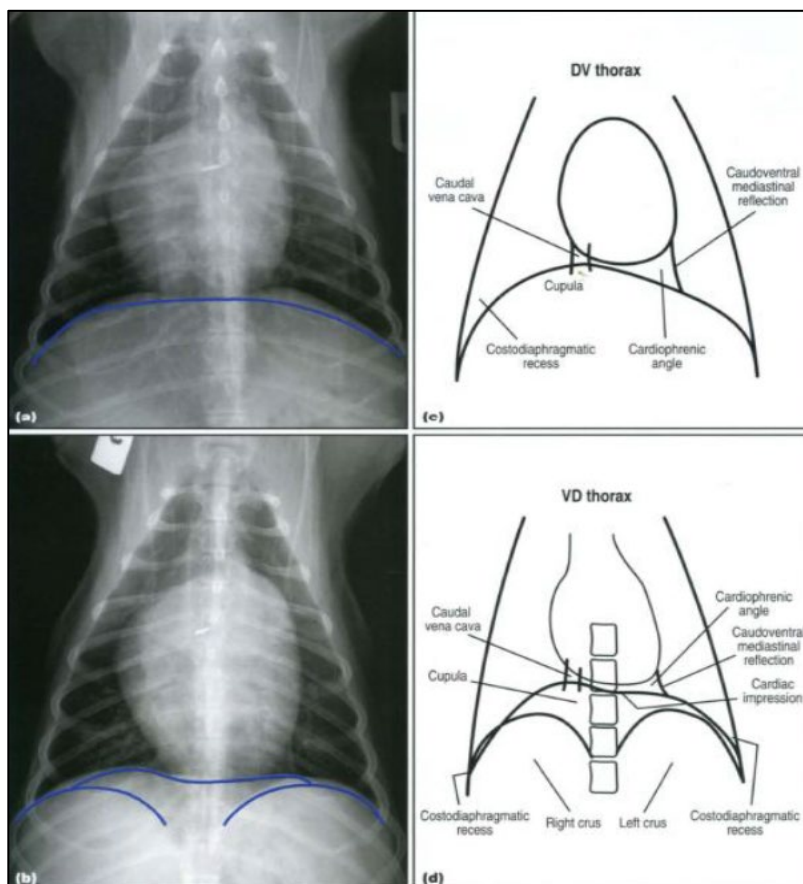 (a)
DV thorax
Caudal
vena cava
Caudoventral
mediastinal
reflection
Cupula
Costodiaphragmatic
recess
Cardiophrenic
angle
(c)
(b)
VD thorax
Caudal
vena cava
Cupula
Cardiophrenic
angle
Caudoventral
mediastinal
reflection
Cardiac
impression
Costodiaphragmatic
recess
Right crus
Left crus
Costodiaphragmatic
recess
(d)